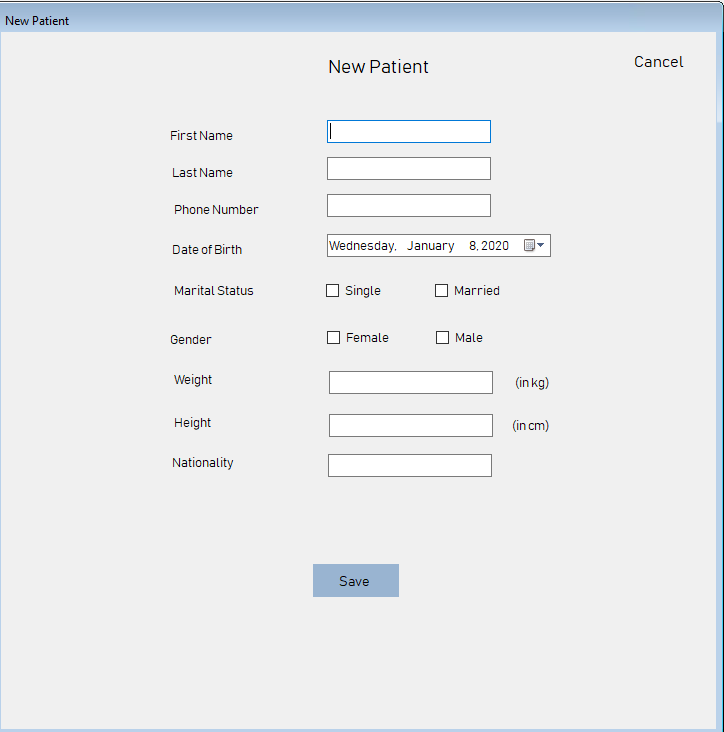 New Patient
New Patient
Cancel
First Name
Last Name
Phone Number
Date of Birth Wednesday, January 8, 2020
Marital Status Single Married
Gender Female Male
Weight (in kg)
Height (in cm)
Nationality
Save